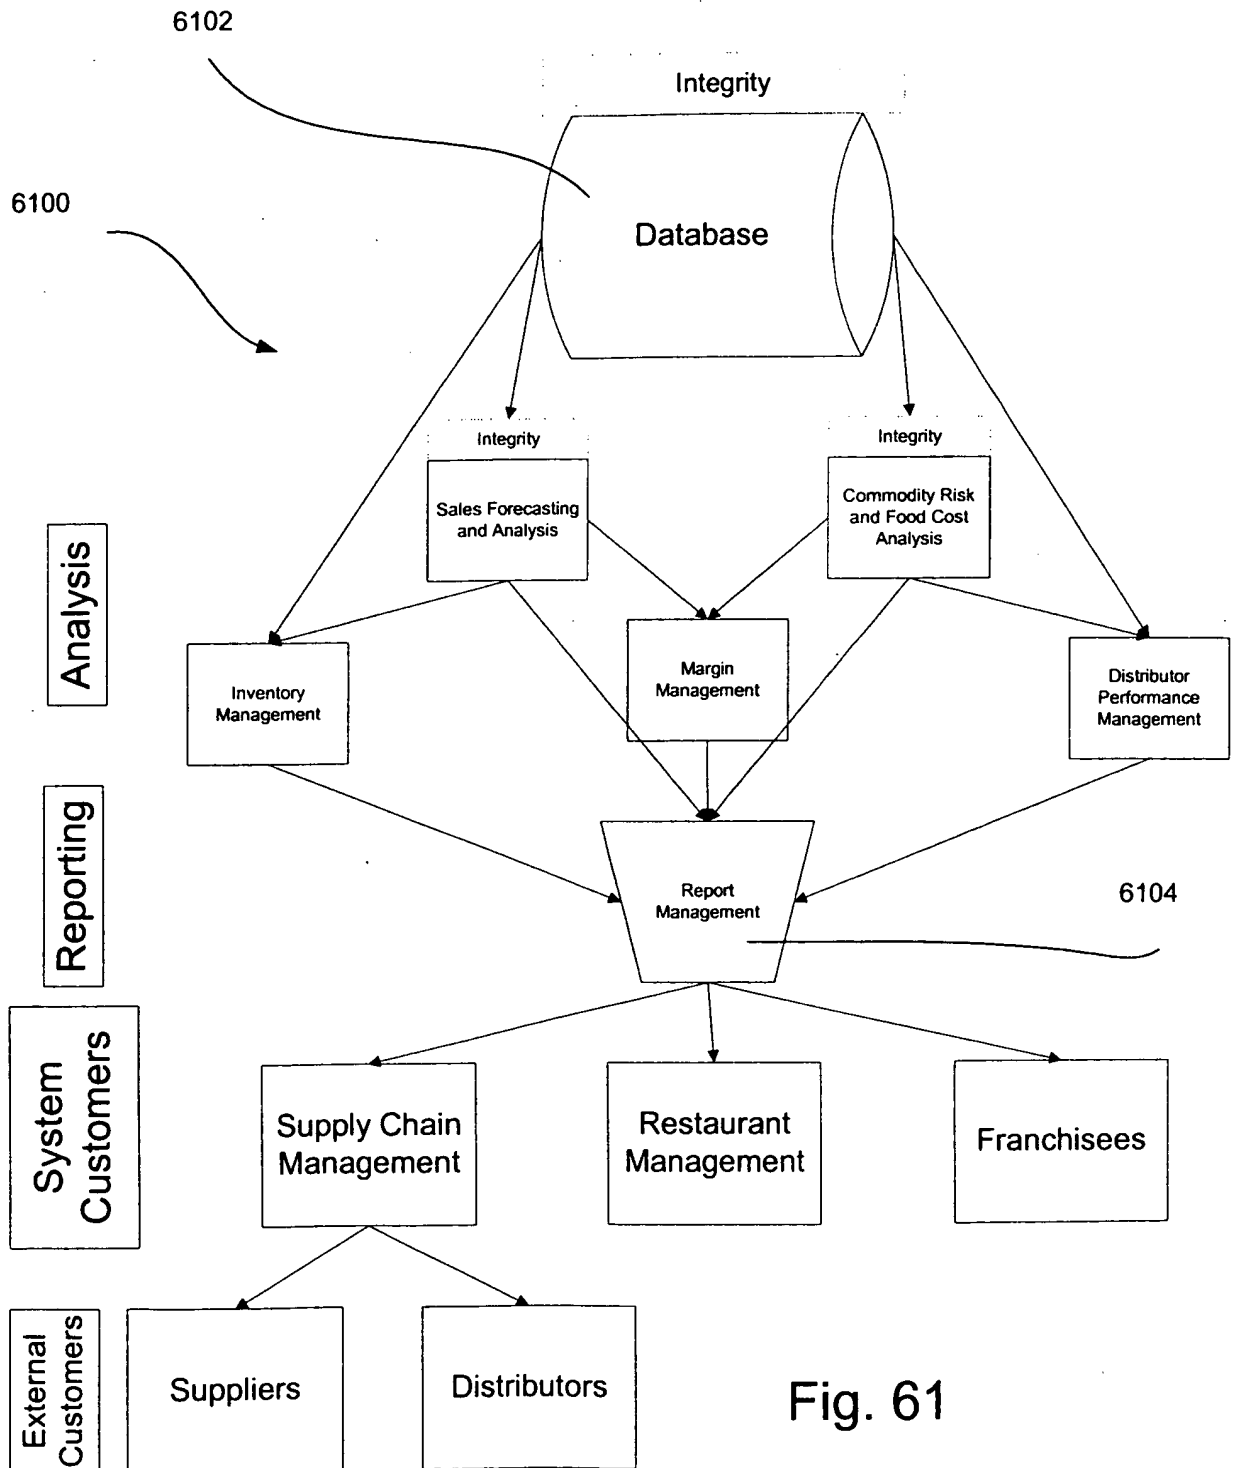 6102
Integrity
6100
Database
Integrity
Integrity
Sales Forecasting
and Analysis
Commodity Risk
and Food Cost
Analysis
Analysis
Inventory
Management
Margin
Management
Distributor
Performance
Management
Reporting
Report
Management
6104
System
Customers
Supply Chain
Management
Restaurant
Management
Franchisees
External
Customers
Suppliers
Distributors
Fig. 61